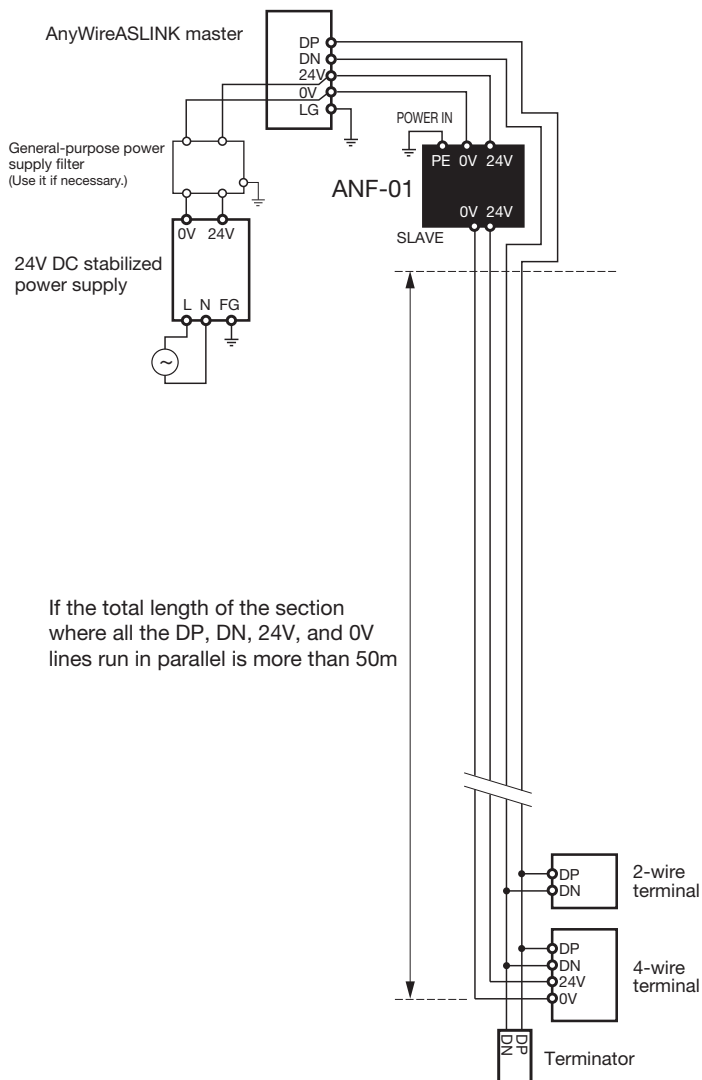 AnyWireASLINK master
DP
DN
24V
0V
LG
General-purpose power
supply filter
(Use it if necessary.)
POWER IN
PE 0V 24V
ANF-01
0V 24V
SLAVE
0V 24V
24V DC stabilized
power supply
L N FG
~
If the total length of the section
where all the DP, DN, 24V, and 0V
lines run in parallel is more than 50m
DP
DN
2-wire
terminal
DP
DN
24V
0V
4-wire
terminal
DN
DP
Terminator